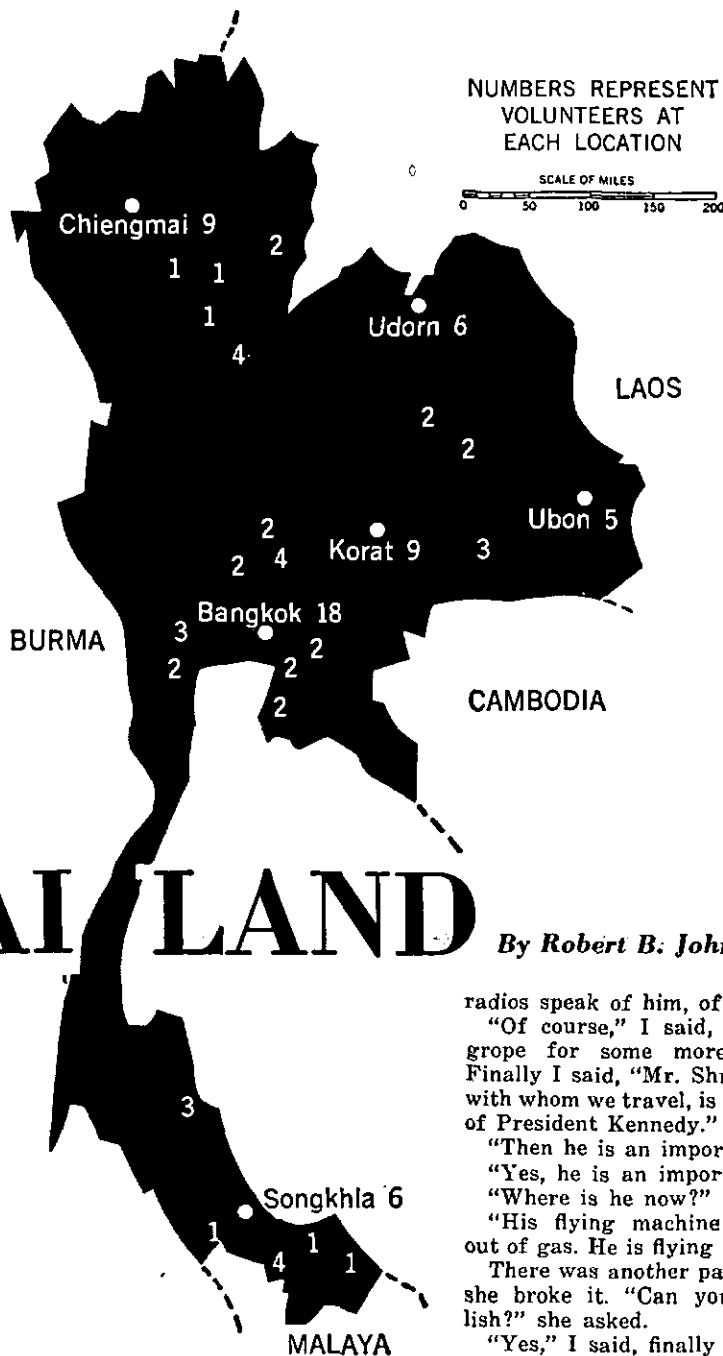 NUMBERS REPRESENT
VOLUNTEERS AT
EACH LOCATION
SCALE OF MILES
0 50 100 150 200
Chiengmai 9
2
1 1
1
4
Udorn 6
LAOS
2
2
Ubon 5
2
Korat 9
3
2 4
Bangkok 18
BURMA
3
2
2
2
2
CAMBODIA
AI LAND
By Robert B. Joh
radios speak of him, of
"Of course," I said,
grope for some more
Finally I said, "Mr. Shr
with whom we travel, is
of President Kennedy."
"Then he is an impor
"Yes, he is an impor
"Where is he now?"
"His flying machine
out of gas. He is flying
There was another pa
she broke it. "Can yo
lish?" she asked.
"Yes," I said, finally
3
Songkhla 6
1
1
4
1
MALAYA